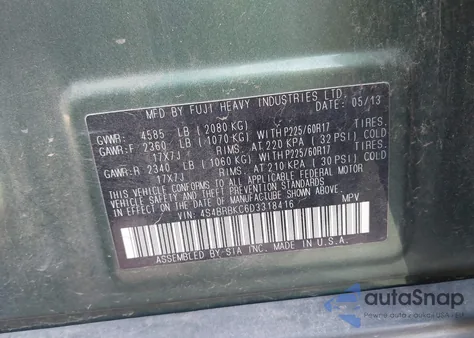 MFD BY FUJI HEAVY INDUSTRIES LTD.
DATE: 05/13
GVWR: 4585 LB (2080 KG)
GAWR:F 2360 LB (1070 KG) WITH P225/60R17 TIRES.
17X7J RIMS. AT 220 KPA (32 PSI) COLD
GAWR:R 2340 LB (1060 KG) WITH P225/60R17 TIRES.
17X7J RIMS. AT 210 KPA (30 PSI) COLD
THIS VEHICLE CONFORMS TO ALL APPLICABLE FEDERAL MOTOR
VEHICLE SAFETY, BUMPER, AND THEFT PREVENTION STANDARDS
IN EFFECT ON THE DATE OF MANUFACTURE SHOWN ABOVE.
VIN: 4S4BRBKC6D3318416 MPV
ASSEMBLED BY SIA INC. MADE IN U.S.A.
autoSnap